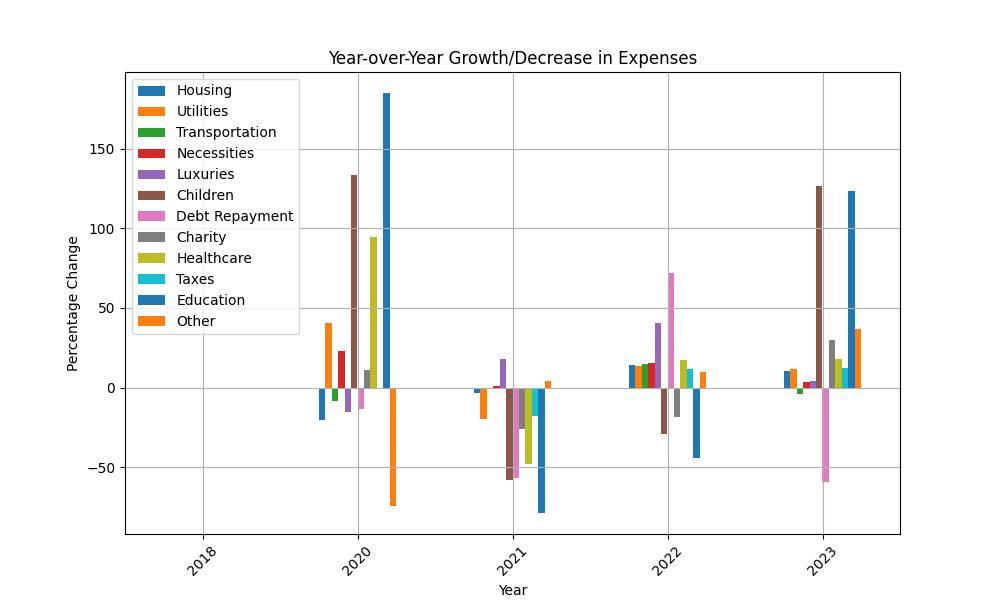 Year-over-Year Growth/Decrease in Expenses
Housing
Utilities
Transportation
Necessities
Luxuries
Children
Debt Repayment
Charity
Healthcare
Taxes
Education
Other
Percentage Change
150
100
50
0
−50
2018
2020
2021
2022
2023
Year